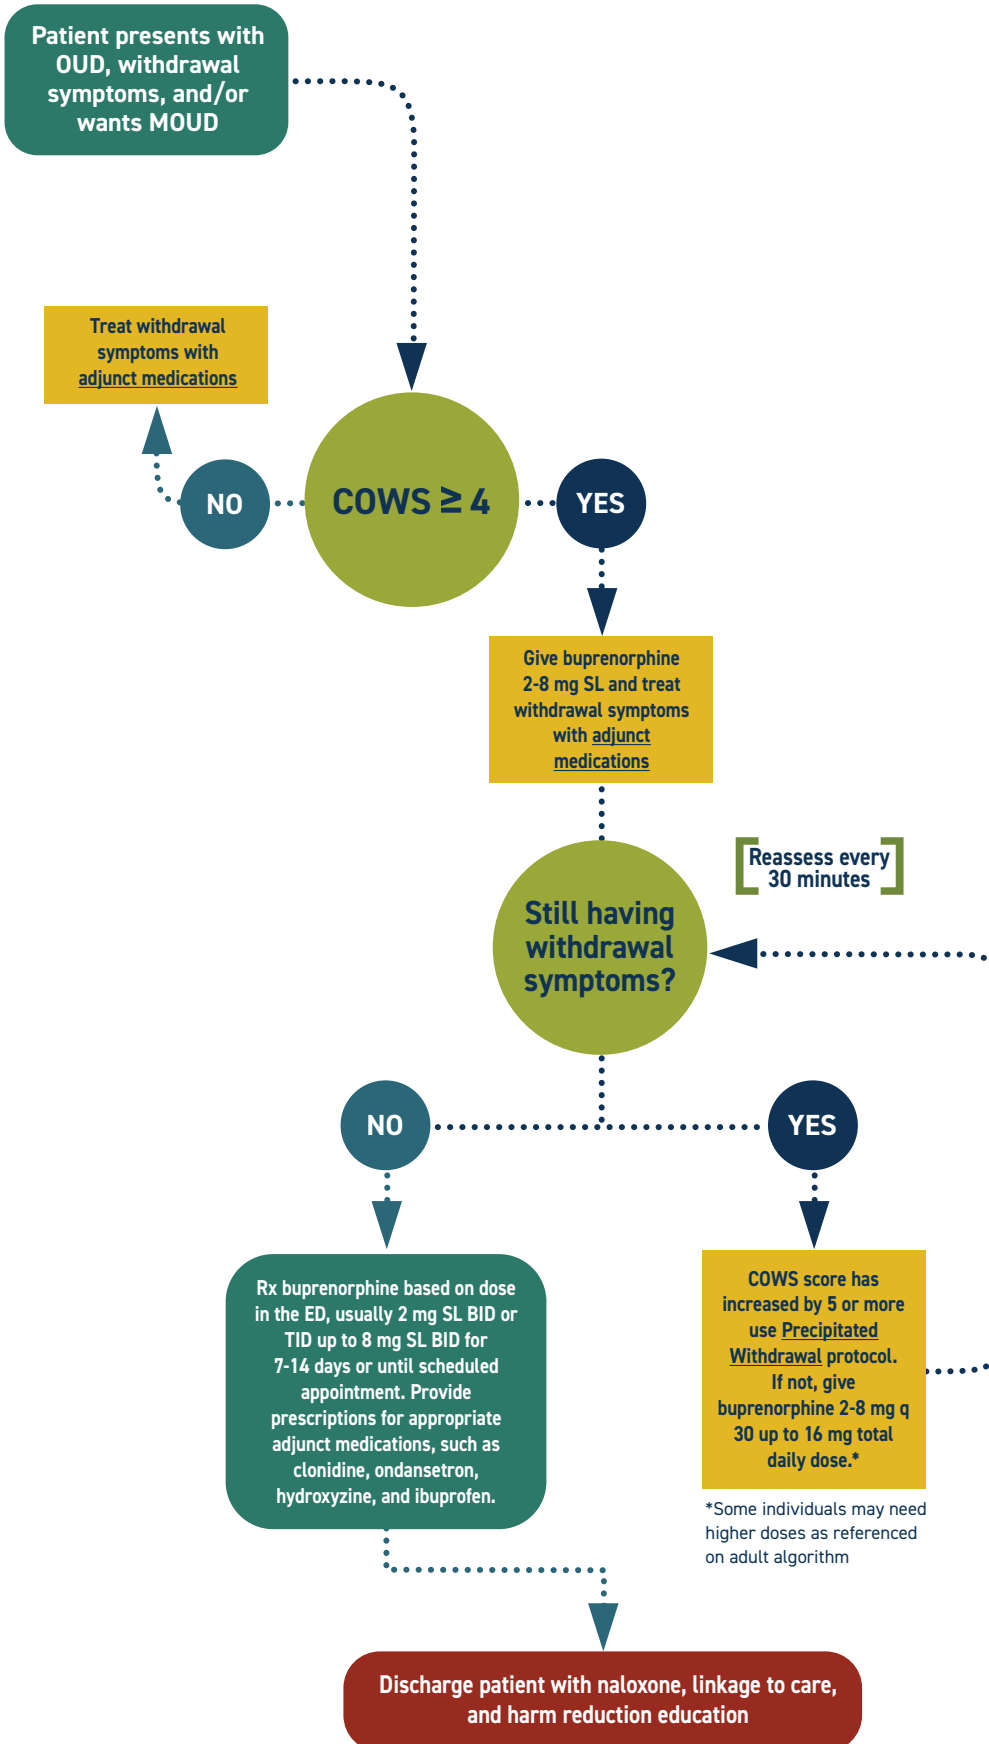 Patient presents with
OUD, withdrawal
symptoms, and/or
wants MOUD
Treat withdrawal
symptoms with
adjunct medications
NO
COWS ≥ 4
YES
Give buprenorphine
2-8 mg SL and treat
withdrawal symptoms
with adjunct
medications
Reassess every
30 minutes
Still having
withdrawal
symptoms?
NO
YES
Rx buprenorphine based on dose
in the ED, usually 2 mg SL BID or
TID up to 8 mg SL BID for
7-14 days or until scheduled
appointment. Provide
prescriptions for appropriate
adjunct medications, such as
clonidine, ondansetron,
hydroxyzine, and ibuprofen.
COWS score has
increased by 5 or more
use Precipitated
Withdrawal protocol.
If not, give
buprenorphine 2-8 mg q
30 up to 16 mg total
daily dose.*
*Some individuals may need
higher doses as referenced
on adult algorithm
Discharge patient with naloxone, linkage to care,
and harm reduction education